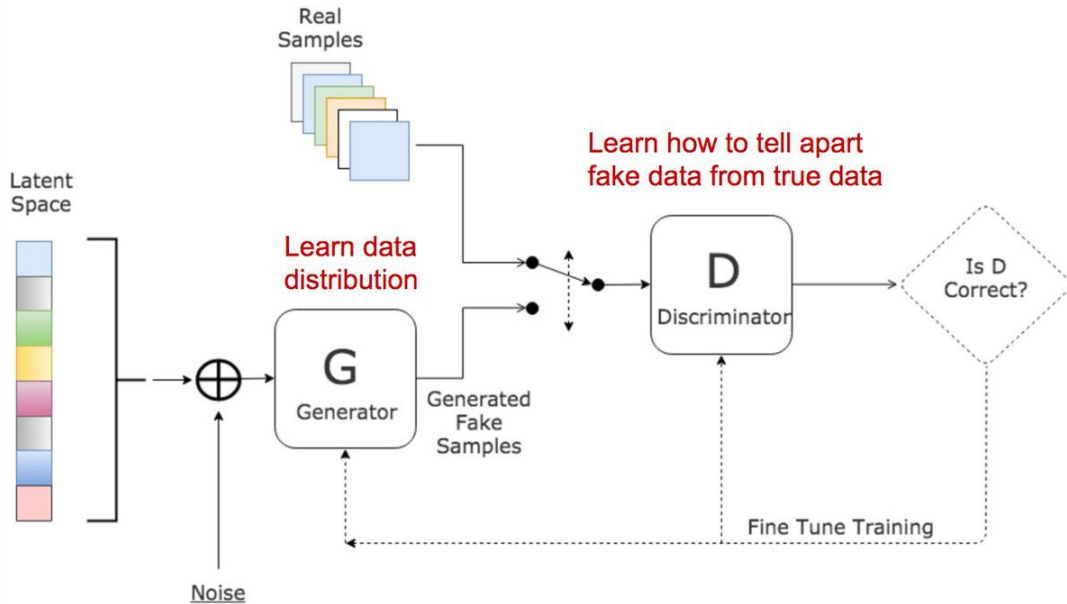 Real
Samples
Learn how to tell apart
fake data from true data
Latent
Space
Learn data
distribution
Is D
Correct?
D
Discriminator
G
Generator
Generated
Fake
Samples
Fine Tune Training
Noise